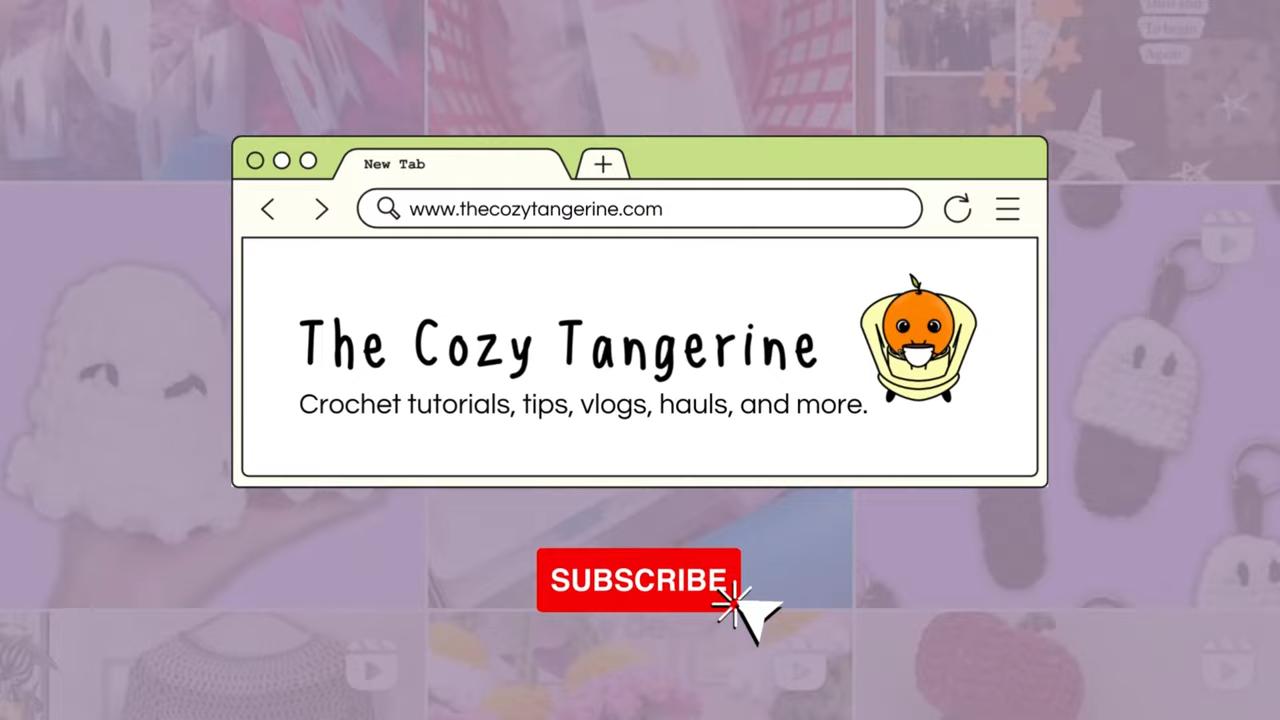 New Tab
www.thecozytangerine.com
The Cozy Tangerine
Crochet tutorials, tips, vlogs, hauls, and more.
SUBSCRIBE